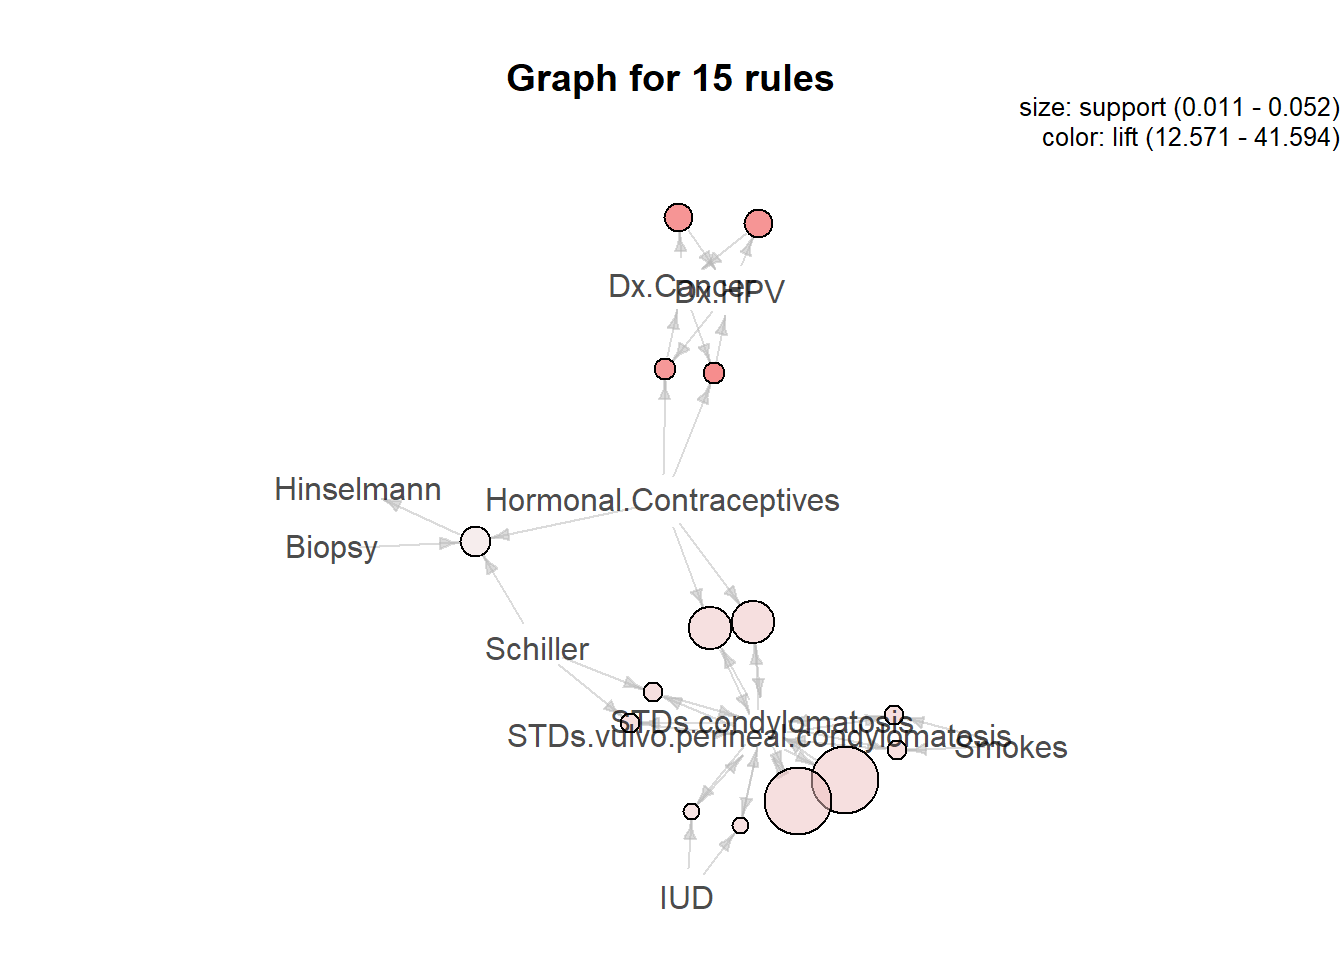 Graph for 15 rules
size: support (0.011 - 0.052)
color: lift (12.571 - 41.594)
Dx.Cancer
Dx.HPV
Hinselmann
Hormonal.Contraceptives
Biopsy
Schiller
STDs.condylomatosis
STDs.vulvo.perineal.condylomatosis
Smokes
IUD